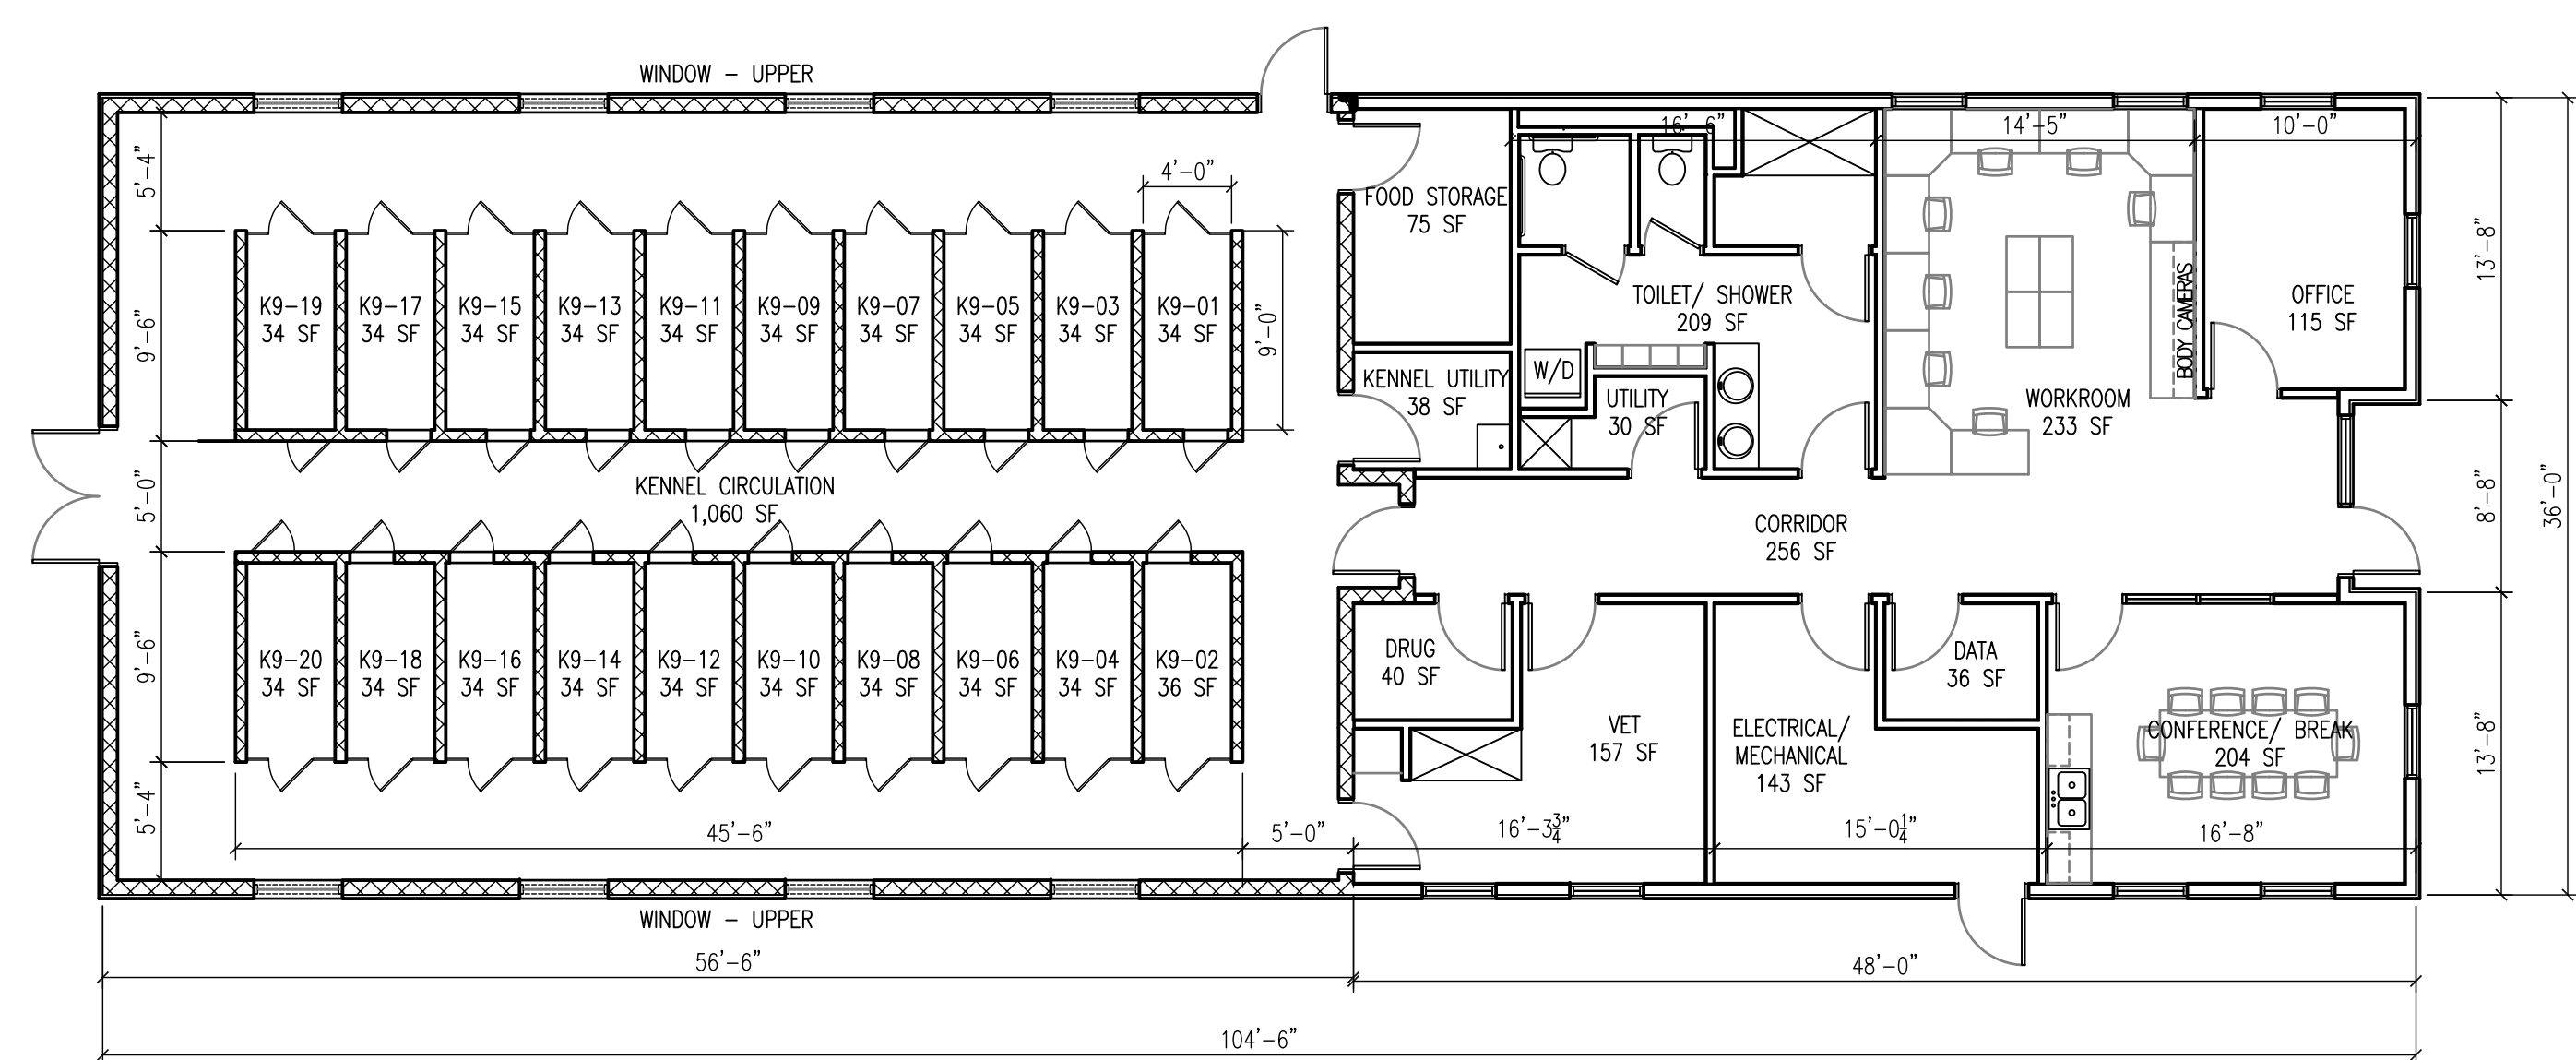 WINDOW – UPPER
16'-6"
14'-5"
10'-0"
5'-4"
4'-0"
FOOD STORAGE
75 SF
13'-8"
K9-19
34 SF
K9-17
34 SF
K9-15
34 SF
K9-13
34 SF
K9-11
34 SF
K9-09
34 SF
K9-07
34 SF
K9-05
34 SF
K9-03
34 SF
K9-01
34 SF
9'-6"
9'-0"
TOILET/ SHOWER
209 SF
BODY CAMERAS
OFFICE
115 SF
W/D
KENNEL UTILITY
38 SF
UTILITY
30 SF
WORKROOM
233 SF
5'-0"
KENNEL CIRCULATION
1,060 SF
CORRIDOR
256 SF
8'-8"
36'-0"
K9-20
34 SF
K9-18
34 SF
K9-16
34 SF
K9-14
34 SF
K9-12
34 SF
K9-10
34 SF
K9-08
34 SF
K9-06
34 SF
K9-04
34 SF
K9-02
36 SF
9'-6"
DRUG
40 SF
DATA
36 SF
VET
157 SF
ELECTRICAL/
MECHANICAL
143 SF
CONFERENCE/ BREAK
204 SF
13'-8"
5'-4"
45'-6"
5'-0"
16'-3¾"
15'-0¼"
16'-8"
WINDOW – UPPER
56'-6"
48'-0"
104'-6"